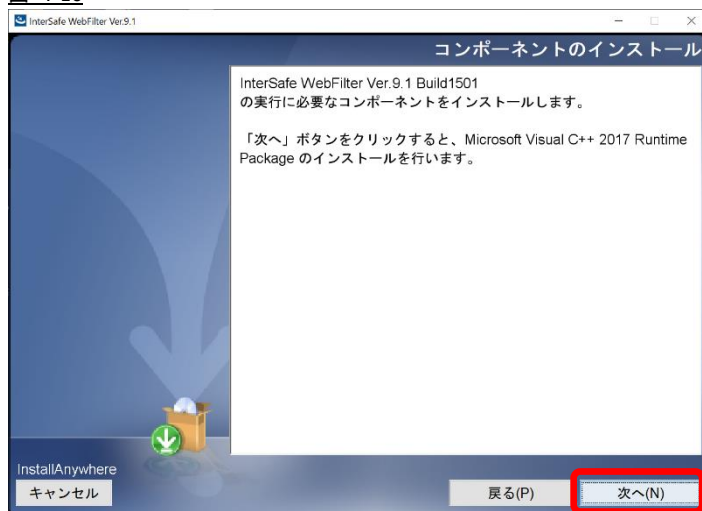 InterSafe WebFilter Ver.9.1
コンポーネントのインストール
InterSafe WebFilter Ver.9.1 Build1501
の実行に必要なコンポーネントをインストールします。
「次へ」ボタンをクリックすると、Microsoft Visual C++ 2017 Runtime
Package のインストールを行います。
InstallAnywhere
キャンセル
戻る(P)
次へ(N)